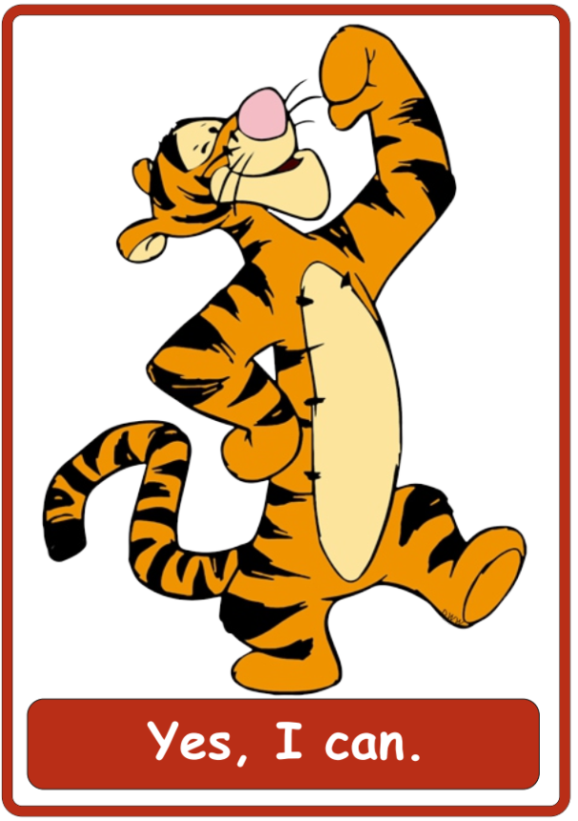 Yes, I can.